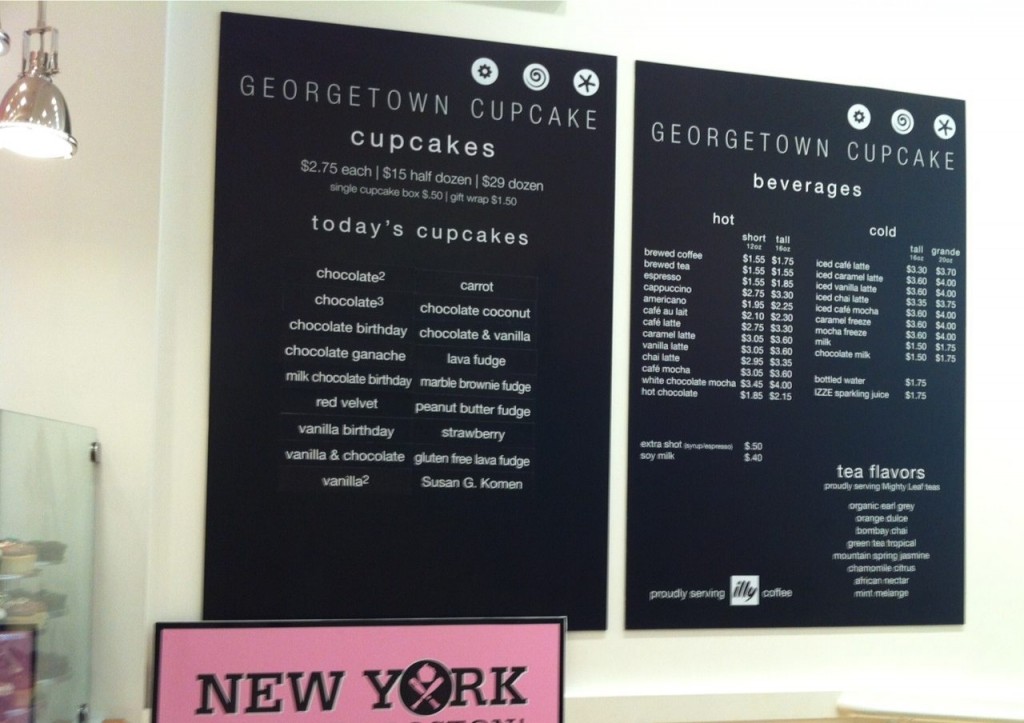 GEORGETOWN CUPCAKE
cupcakes
$2.75 each | $15 half dozen | $29 dozen
single cupcake box $.50 | gift wrap $1.50
today's cupcakes
chocolate2 carrot
chocolate3 chocolate coconut
chocolate birthday chocolate & vanilla
chocolate ganache lava fudge
milk chocolate birthday marble brownie fudge
red velvet peanut butter fudge
vanilla birthday strawberry
vanilla & chocolate gluten free lava fudge
vanilla2 Susan G. Komen
GEORGETOWN CUPCAKE
beverages
hot
short tall
12oz 16oz
brewed coffee $1.55 $1.75
brewed tea $1.55 $1.55
espresso $1.55 $1.85
cappuccino $2.75 $3.30
americano $1.95 $2.25
café au lait $2.10 $2.30
café latte $2.75 $3.30
caramel latte $3.05 $3.60
vanilla latte $3.05 $3.60
chai latte $2.95 $3.35
café mocha $3.05 $3.60
white chocolate mocha $3.45 $4.00
hot chocolate $1.85 $2.15
extra shot (syrup/espresso) $.50
soy milk $.40
cold
tall grande
16oz 20oz
iced café latte $3.30 $3.70
iced caramel latte $3.60 $4.00
iced vanilla latte $3.60 $4.00
iced chai latte $3.35 $3.75
iced café mocha $3.60 $4.00
caramel freeze $3.60 $4.00
mocha freeze $3.60 $4.00
milk $1.50 $1.75
chocolate milk $1.50 $1.75
bottled water $1.75
IZZE sparkling juice $1.75
tea flavors
proudly serving Mighty Leaf teas
organic earl grey
orange dulce
bombay chai
green tea tropical
mountain spring jasmine
chamomile citrus
african nectar
mint melange
proudly serving illy coffee
NEW YORK